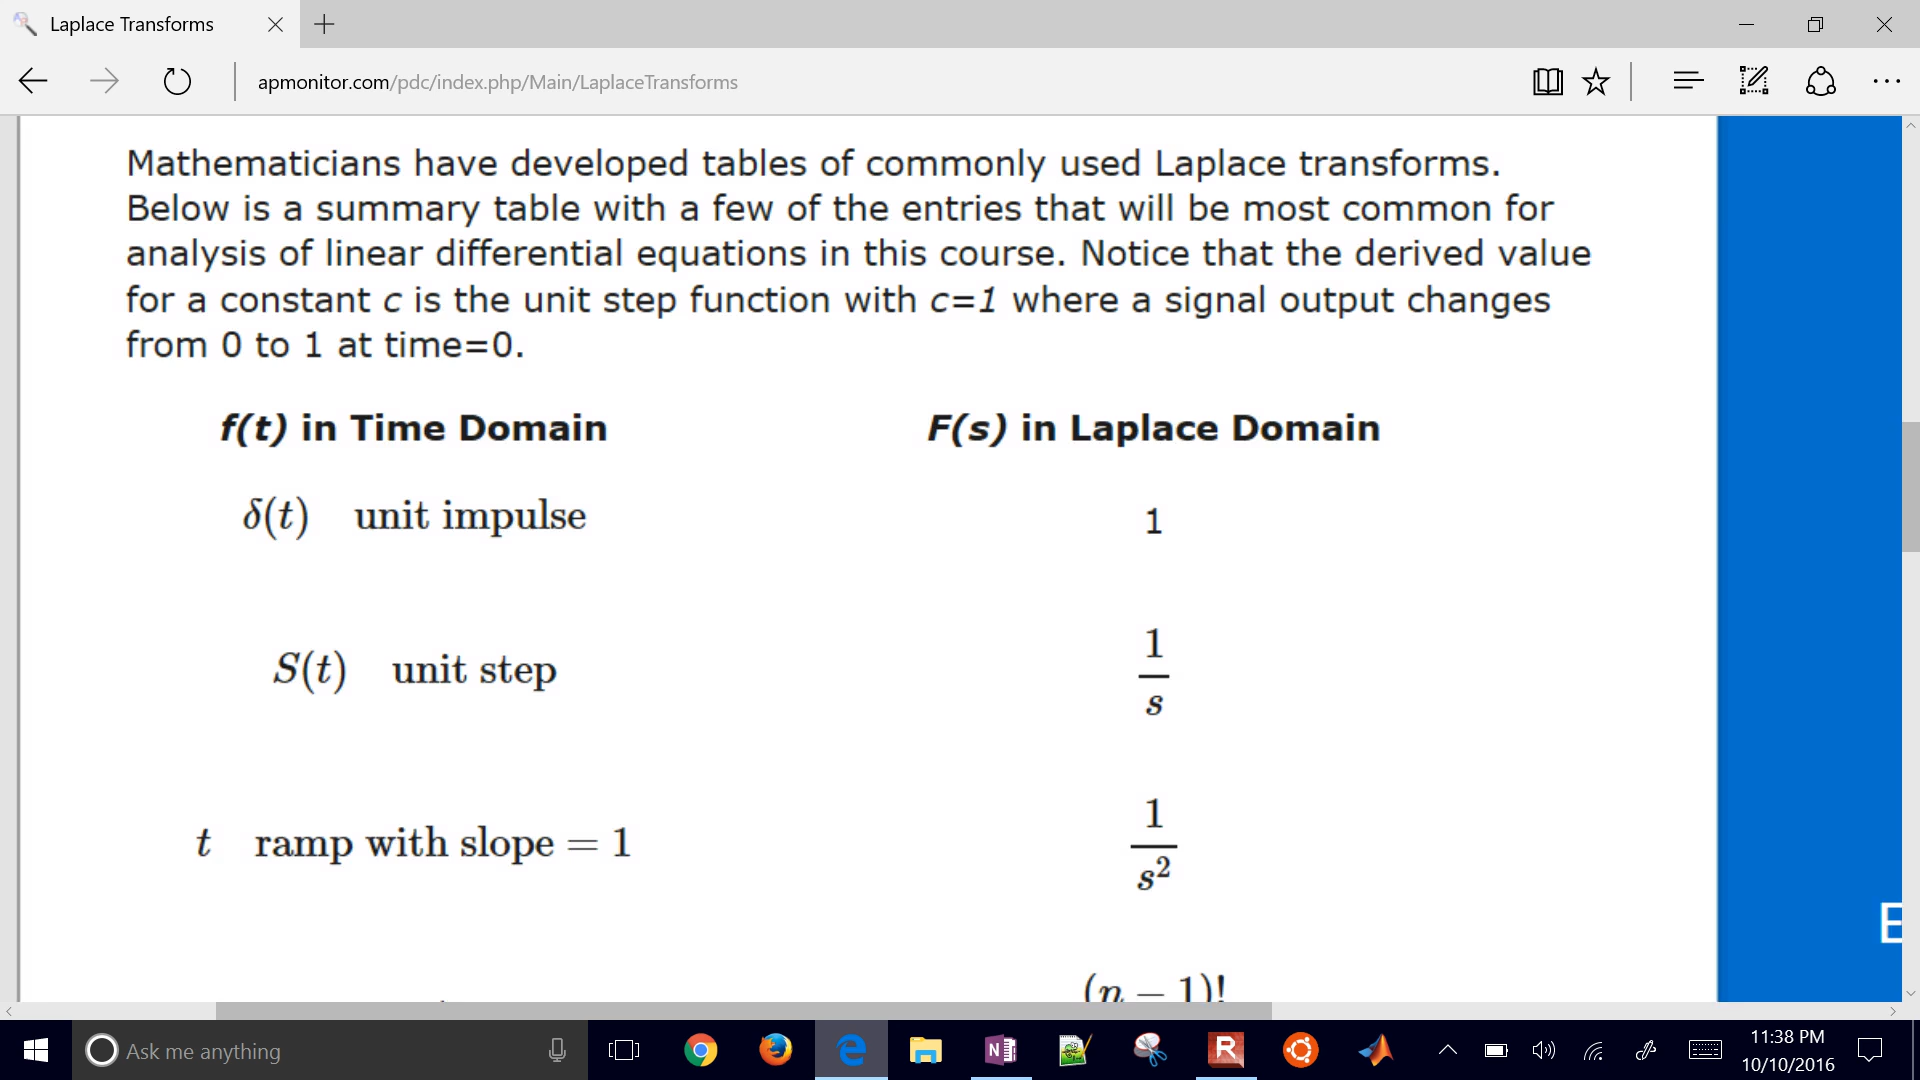 Laplace Transforms
apmonitor.com/pdc/index.php/Main/LaplaceTransforms
Mathematicians have developed tables of commonly used Laplace transforms.
Below is a summary table with a few of the entries that will be most common for
analysis of linear differential equations in this course. Notice that the derived value
for a constant c is the unit step function with c=1 where a signal output changes
from 0 to 1 at time=0.
f(t) in Time Domain F(s) in Laplace Domain
δ(t) unit impulse 1
S(t) unit step 1/s
t ramp with slope = 1 1/s²
(n − 1)!
E
Ask me anything
N
R
11:38 PM
10/10/2016